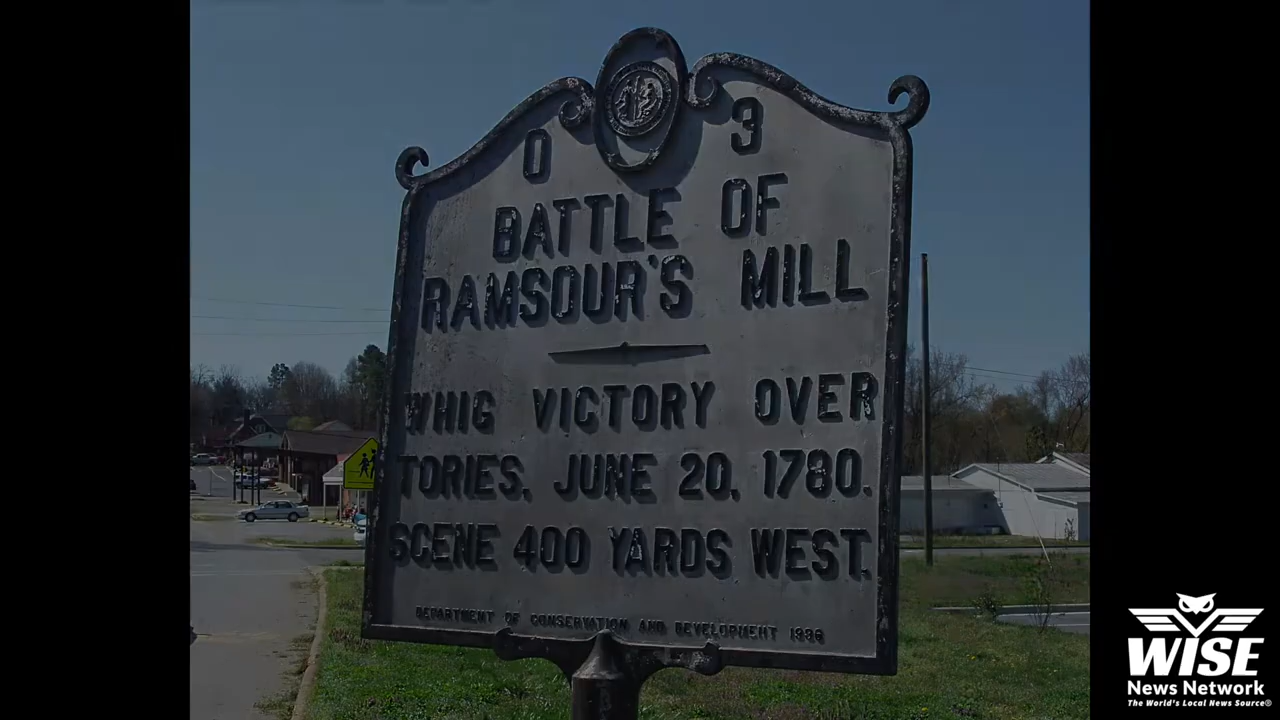 O 3
BATTLE OF
RAMSOUR'S MILL
WHIG VICTORY OVER
TORIES, JUNE 20, 1780.
SCENE 400 YARDS WEST.
DEPARTMENT OF CONSERVATION AND DEVELOPMENT
WISE
News Network
The World's Local News Source®